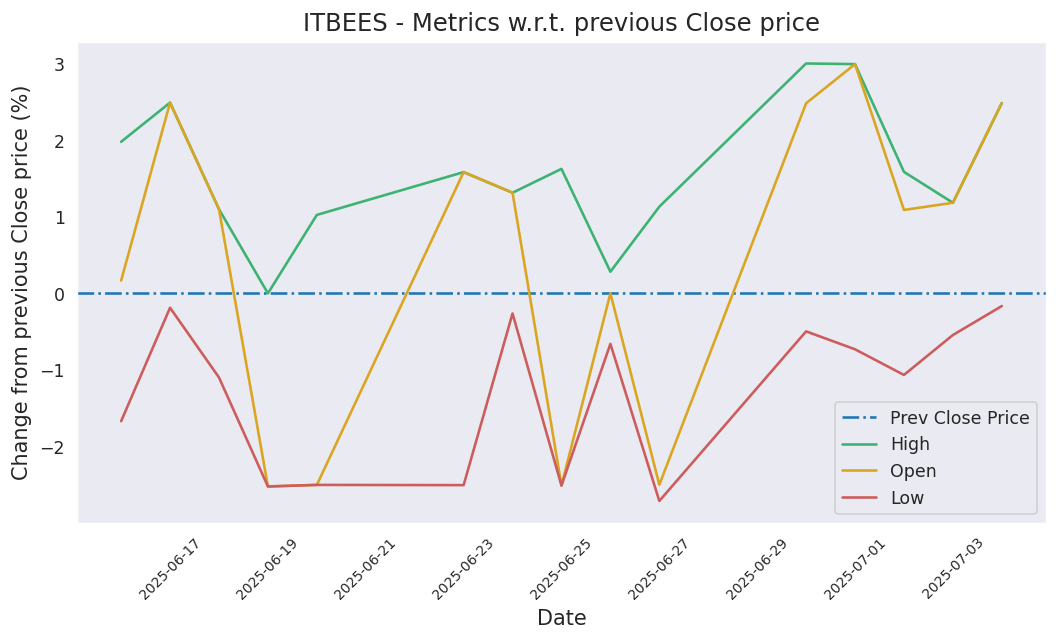 ITBEES - Metrics w.r.t. previous Close price
Change from previous Close price (%)
3
2
1
0
−1
−2
Prev Close Price
High
Open
Low
2025-06-17
2025-06-19
2025-06-21
2025-06-23
2025-06-25
2025-06-27
2025-06-29
2025-07-01
2025-07-03
Date